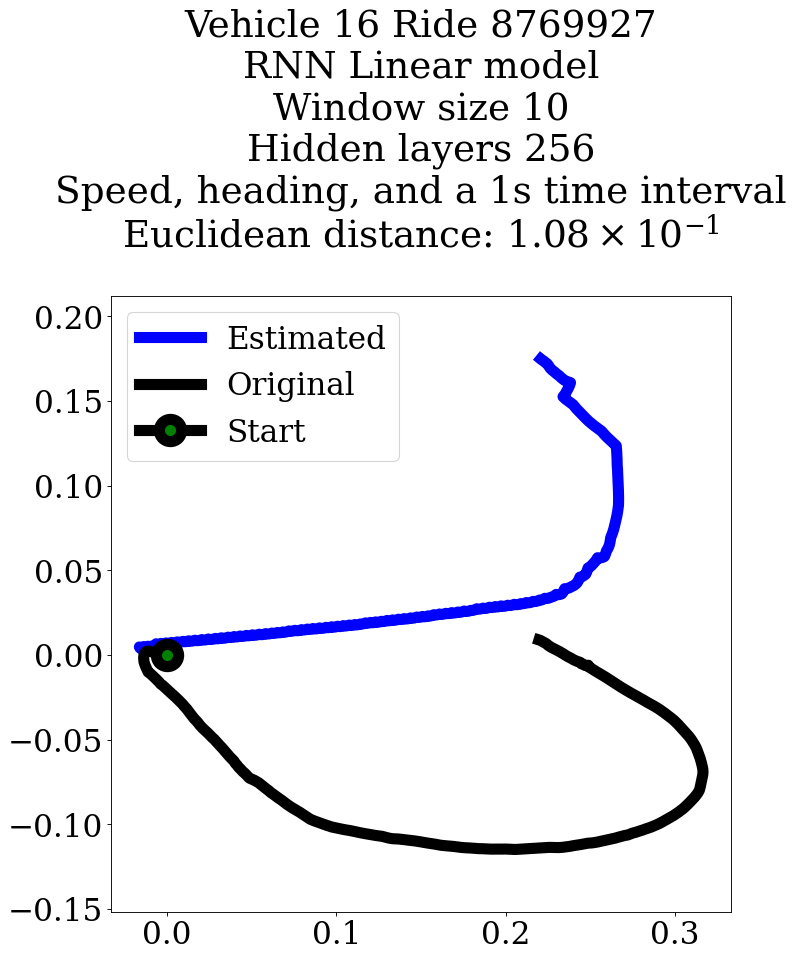 Vehicle 16 Ride 8769927
RNN Linear model
Window size 10
Hidden layers 256
Speed, heading, and a 1s time interval
Euclidean distance: 1.08 × 10⁻¹
0.20
0.15
0.10
0.05
0.00
−0.05
−0.10
−0.15
Estimated
Original
Start
0.0 0.1 0.2 0.3